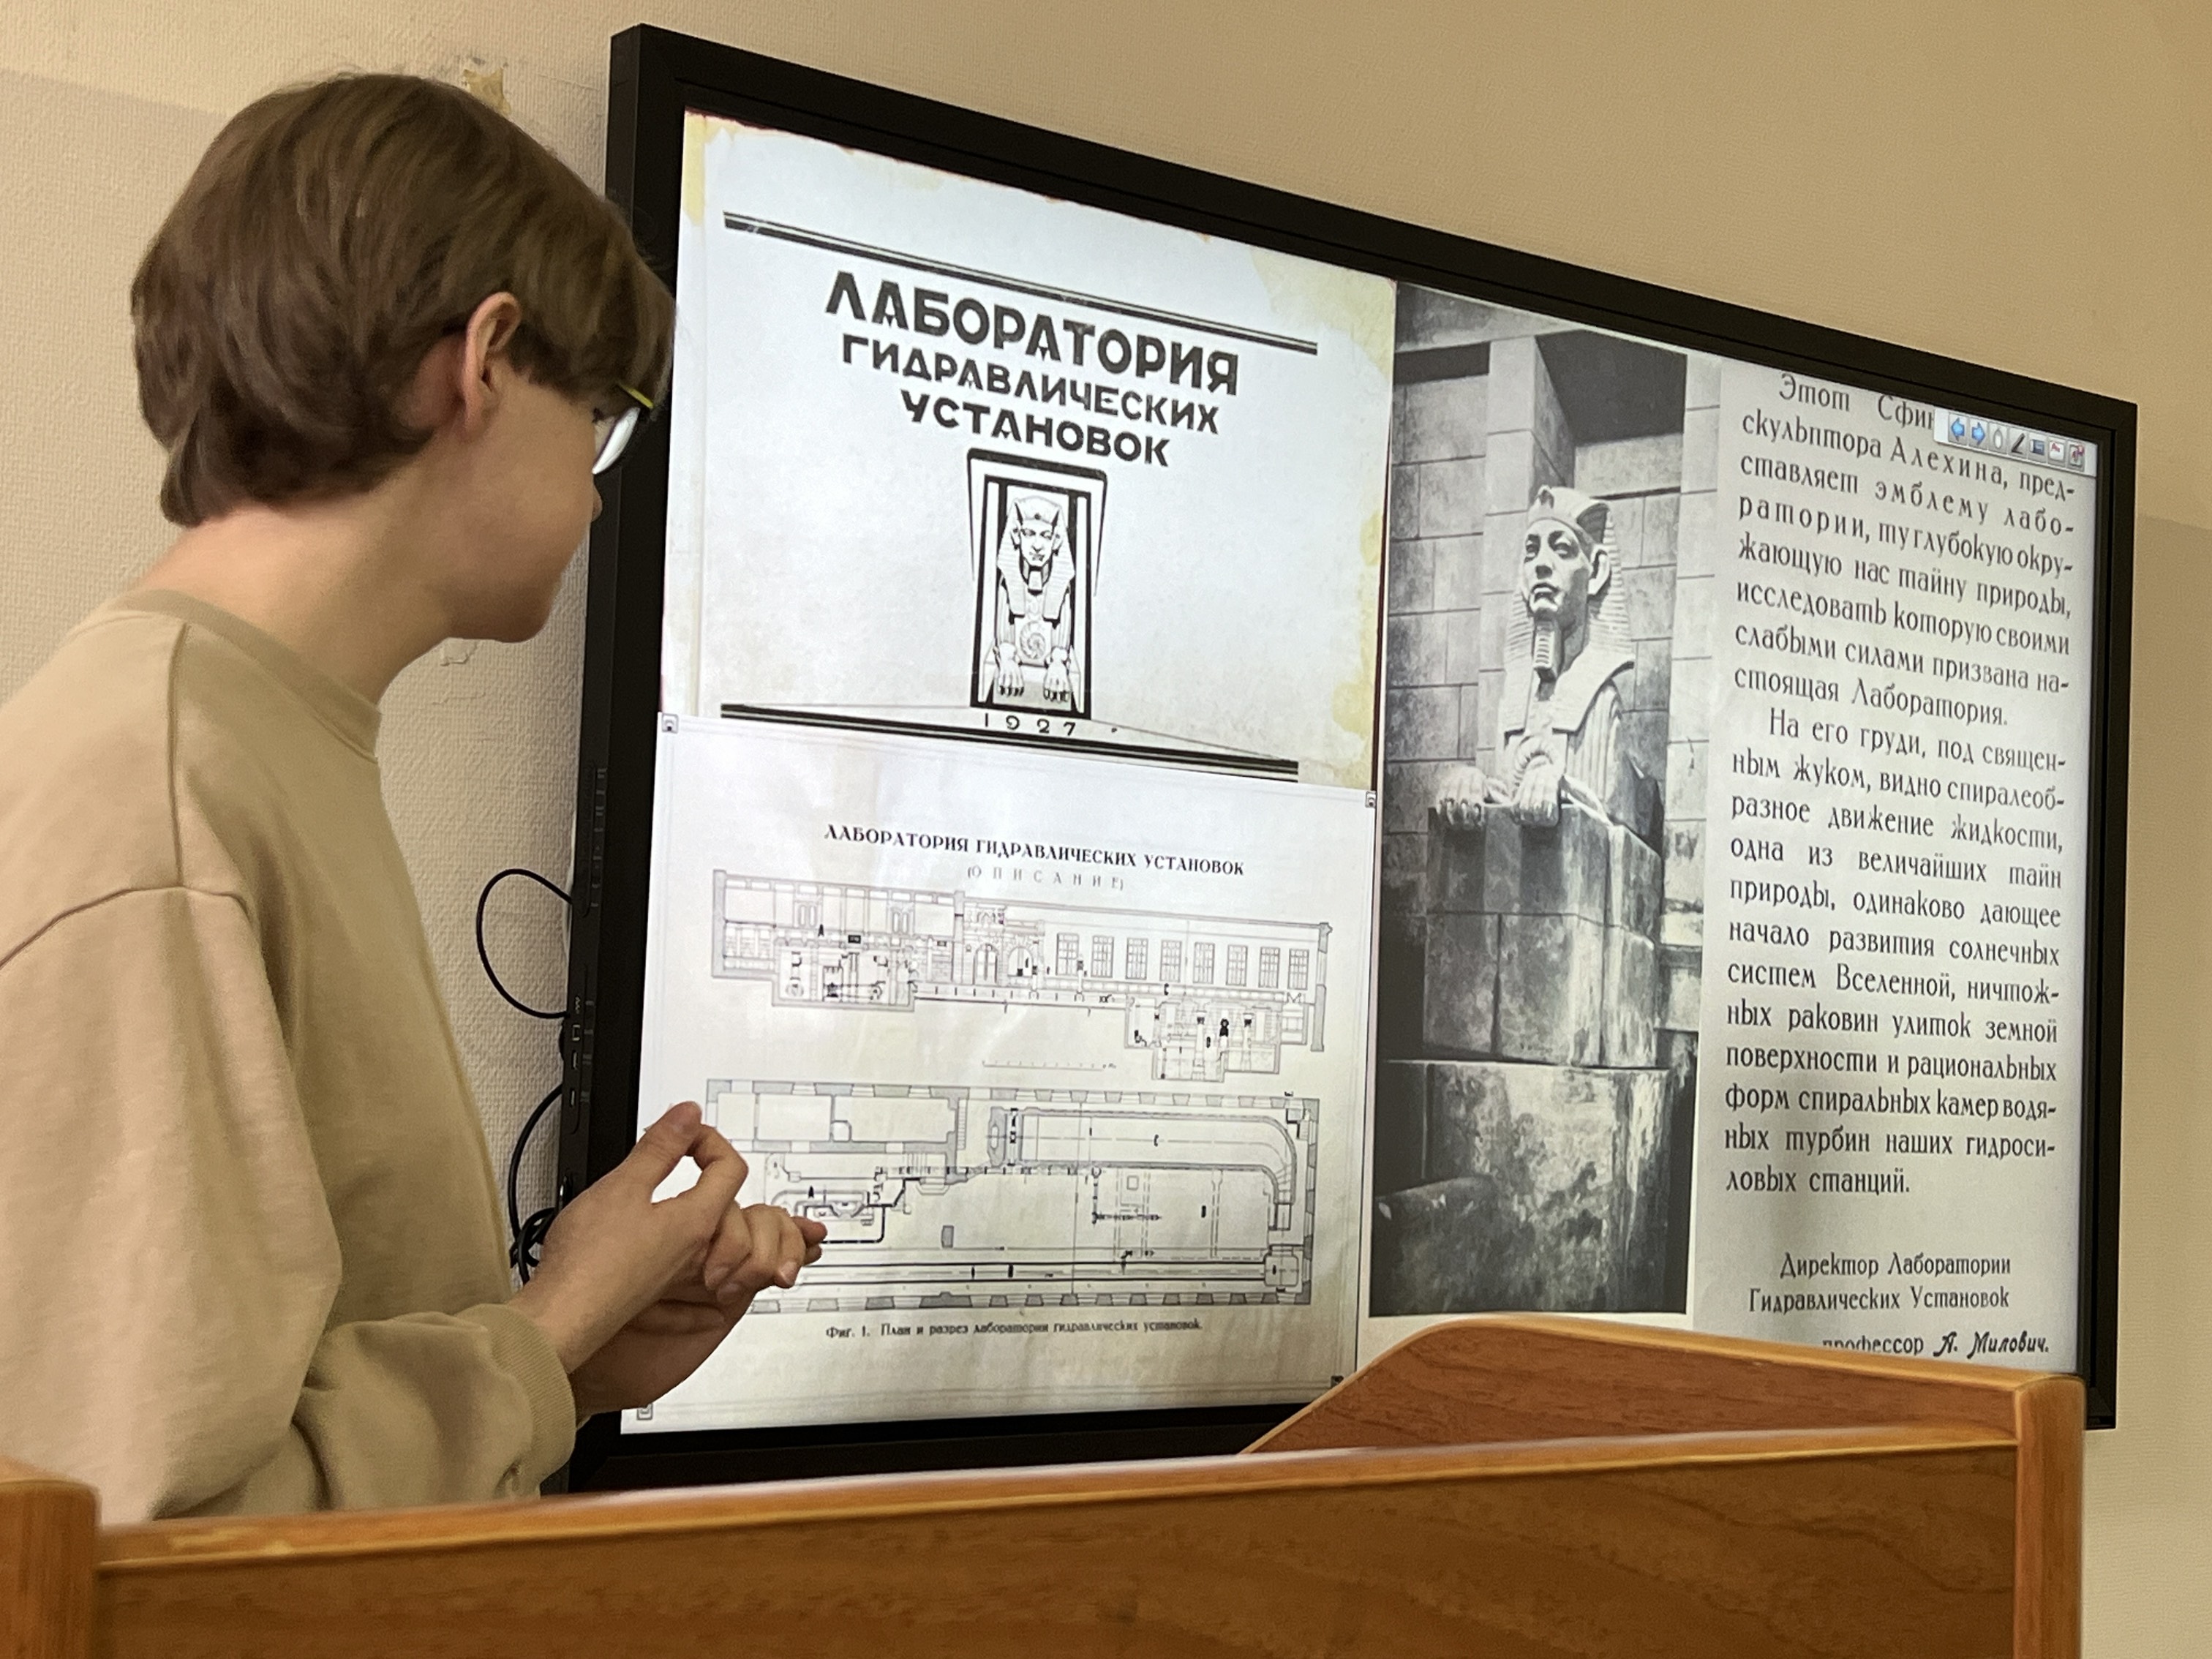 ЛАБОРАТОРИЯ
ГИДРАВЛИЧЕСКИХ
УСТАНОВОК
1927
ЛАБОРАТОРИЯ ГИДРАВЛИЧЕСКИХ УСТАНОВОК
(ОПИСАНИЕ)
Фиг. 1. План и разрез лаборатории гидравлических установок.
Этот
скульптора Алехина, пред-
ставляет эмблему лабо-
ратории, ту глубокую окру-
жающую нас тайну природы,
исследовать которую своими
слабыми силами призвана на-
стоящая Лаборатория.
На его груди, под священ-
ным жуком, видно спиралеоб-
разное движение жидкости,
одна из величайших тайн
природы, одинаково дающее
начало развития солнечных
систем Вселенной, ничтож-
ных раковин улиток земной
поверхности и рациональных
форм спиральных камер водя-
ных турбин наших гидроси-
ловых станций.
Директор Лаборатории
Гидравлических Установок
профессор А. Милович.